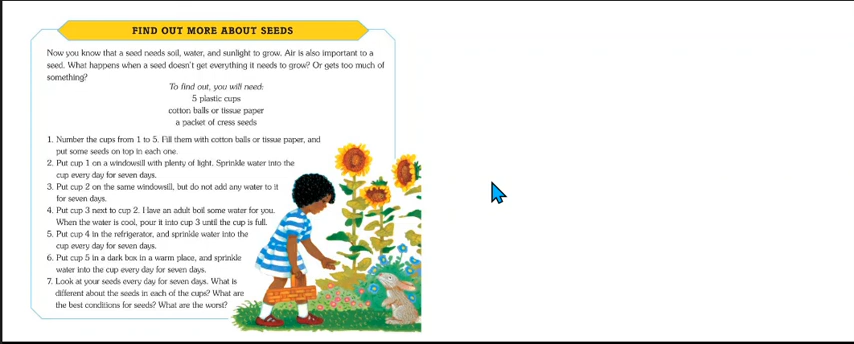 FIND OUT MORE ABOUT SEEDS
Now you know that a seed needs soil, water, and sunlight to grow. Air is also important to a
seed. What happens when a seed doesn't get everything it needs to grow? Or gets too much of
something?
To find out, you will need:
5 plastic cups
cotton balls or tissue paper
a packet of cress seeds
1. Number the cups from 1 to 5. Fill them with cotton balls or tissue paper, and
put some seeds on top in each one.
2. Put cup 1 on a windowsill with plenty of light. Sprinkle water into the
cup every day for seven days.
3. Put cup 2 on the same windowsill, but do not add any water to it
for seven days.
4. Put cup 3 next to cup 2. Have an adult boil some water for you.
When the water is cool, pour it into cup 3 until the cup is full.
5. Put cup 4 in the refrigerator, and sprinkle water into the
cup every day for seven days.
6. Put cup 5 in a dark box in a warm place, and sprinkle
water into the cup every day for seven days.
7. Look at your seeds every day for seven days. What is
different about the seeds in each of the cups? What are
the best conditions for seeds? What are the worst?